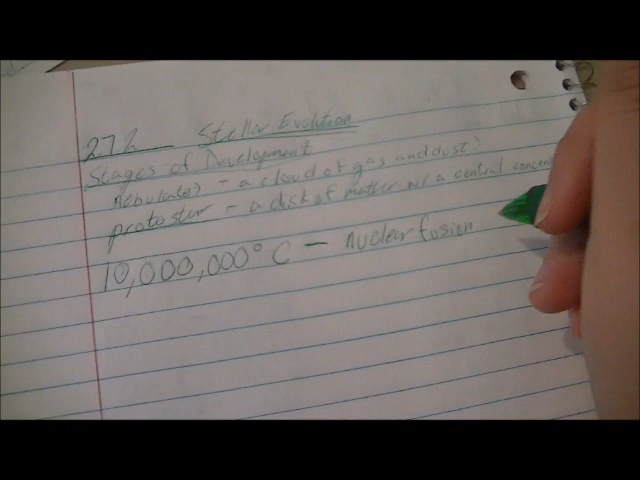 27.2 Stellar Evolution
Stages of Development
nebula(e) - a cloud of gas and dust
protostar - a disk of matter w/ a central
10,000,000° C - nuclear fusion